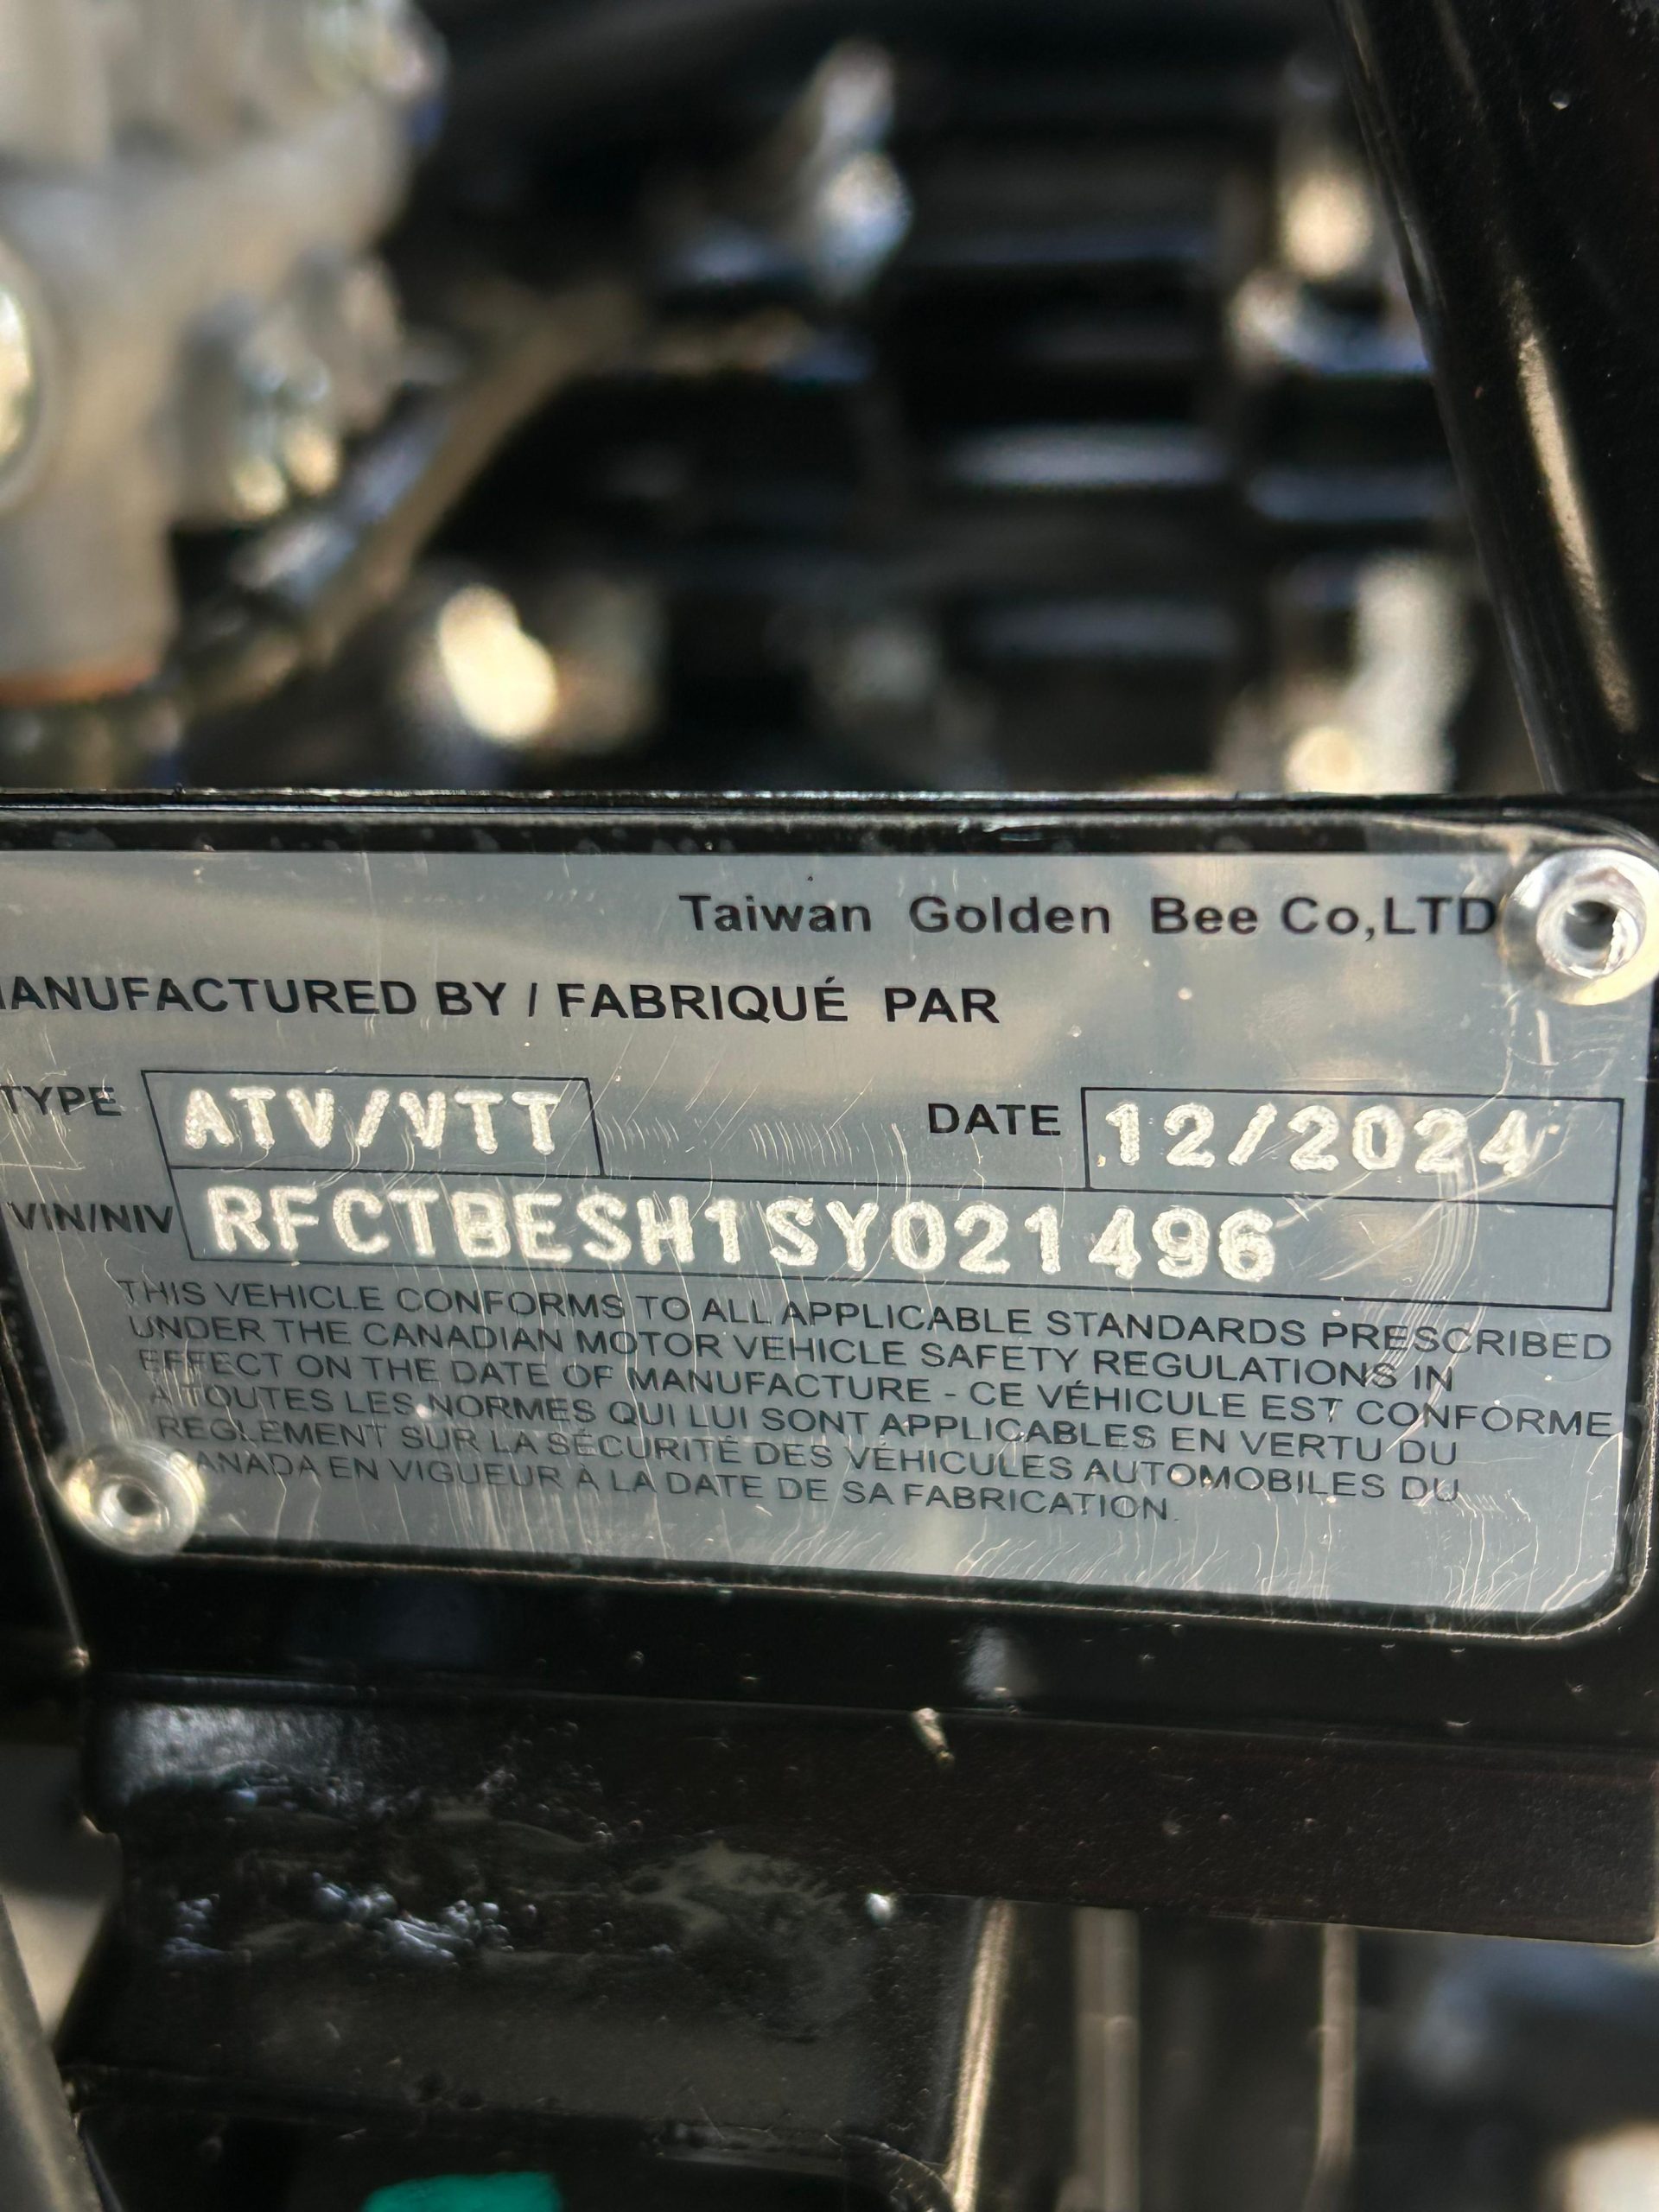 Taiwan Golden Bee Co,LTD
MANUFACTURED BY / FABRIQUÉ PAR
TYPE ATV/VTT DATE 12/2024
VIN/NIV RFCTBESH1SY021496
THIS VEHICLE CONFORMS TO ALL APPLICABLE STANDARDS PRESCRIBED
UNDER THE CANADIAN MOTOR VEHICLE SAFETY REGULATIONS IN
EFFECT ON THE DATE OF MANUFACTURE - CE VÉHICULE EST CONFORME
À TOUTES LES NORMES QUI LUI SONT APPLICABLES EN VERTU DU
REGLEMENT SUR LA SÉCURITÉ DES VÉHICULES AUTOMOBILES DU
CANADA EN VIGUEUR À LA DATE DE SA FABRICATION.